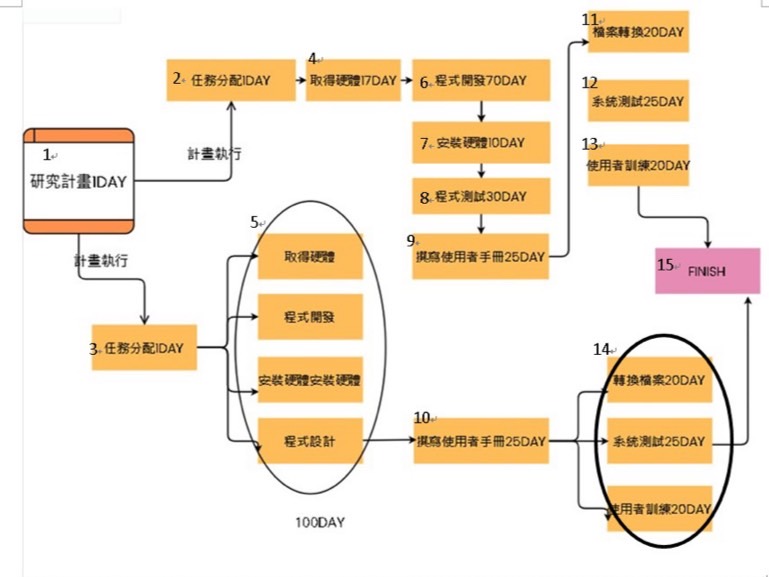 11 檔案轉換20DAY
2 任務分配1DAY
4 取得硬體17DAY
6 程式開發70DAY
12 系統測試25DAY
7 安裝硬體10DAY
13 使用者訓練20DAY
計畫執行
1
研究計畫1DAY
8 程式測試30DAY
5
9 撰寫使用者手冊25DAY
取得硬體
計畫執行
15 FINISH
程式開發
3 任務分配1DAY
14
安裝硬體安裝硬體
轉換檔案20DAY
10
程式設計
撰寫使用者手冊25DAY
系統測試25DAY
使用者訓練20DAY
100DAY